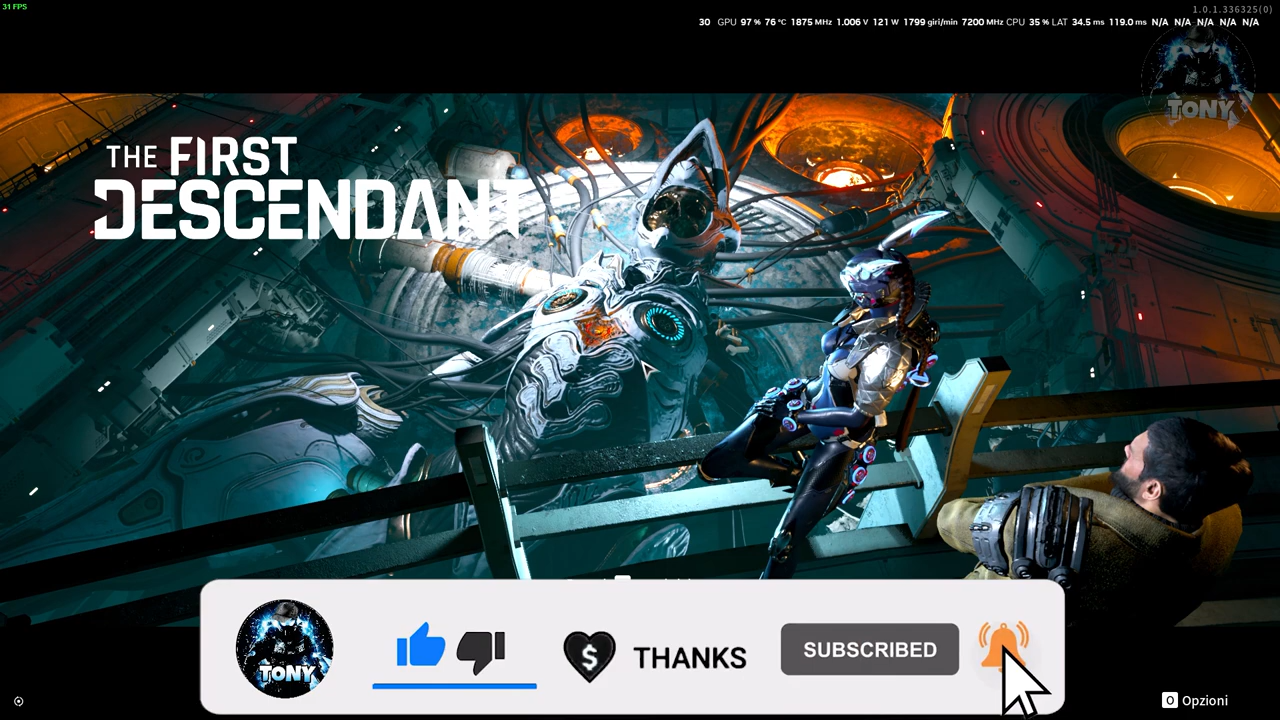 31 FPS
1.0.1.336325(0)
30 GPU 97 % 76 °C 1875 MHz 1.006 V 121 W 1799 giri/min 7200 MHz CPU 35 % LAT 34.5 ms 119.0 ms N/A N/A N/A N/A N/A
TONY
THE FIRST
DESCENDANT
TONY
THANKS
SUBSCRIBED
O Opzioni